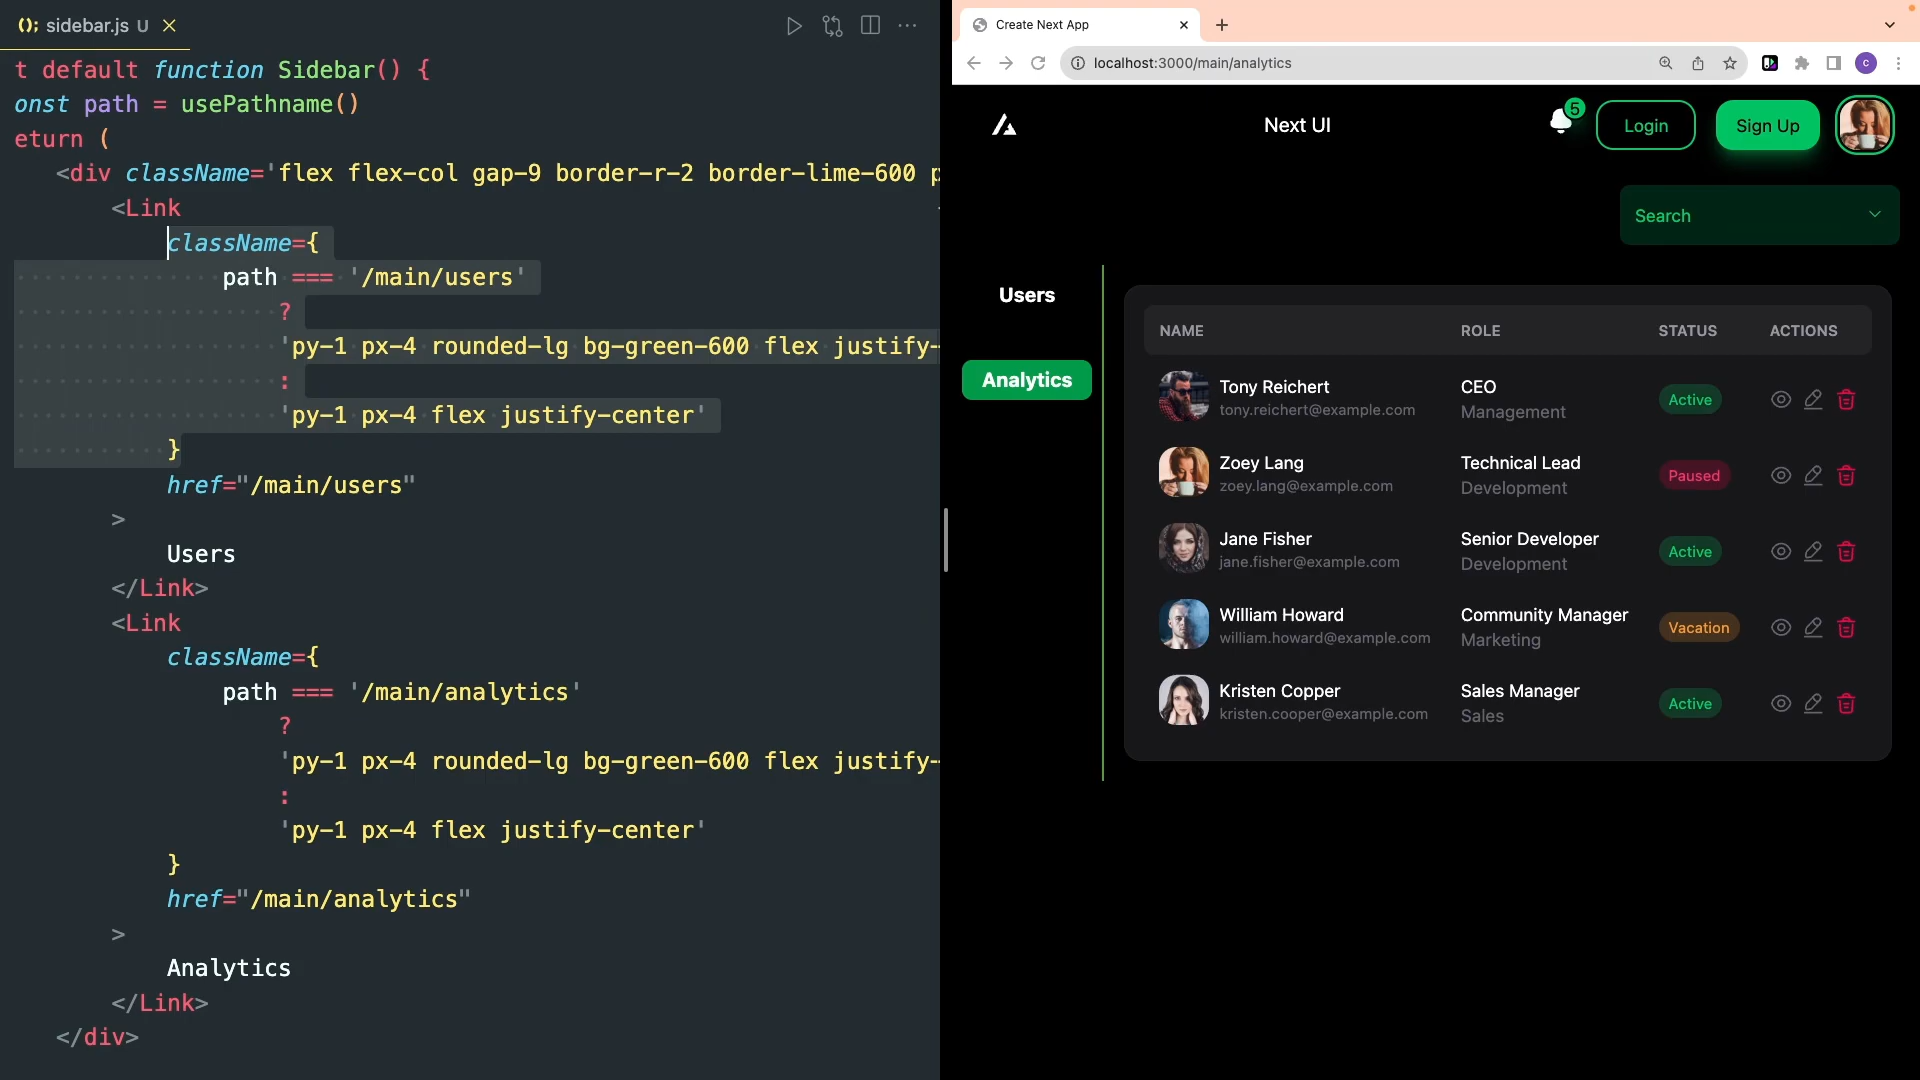 sidebar.js U
t default function Sidebar() {
onst path = usePathname()
eturn (
<div className='flex flex-col gap-9 border-r-2 border-lime-600
<Link
className={
path === '/main/users'
?
'py-1 px-4 rounded-lg bg-green-600 flex justify-
:
'py-1 px-4 flex justify-center'
}
href="/main/users"
>
Users
</Link>
<Link
className={
path === '/main/analytics'
?
'py-1 px-4 rounded-lg bg-green-600 flex justify-
:
'py-1 px-4 flex justify-center'
}
href="/main/analytics"
>
Analytics
</Link>
</div>
Create Next App
localhost:3000/main/analytics
c
Next UI
5
Login
Sign Up
Search
Users
Analytics
NAME ROLE STATUS ACTIONS
Tony Reichert CEO
tony.reichert@example.com Management
Active
Zoey Lang Technical Lead
zoey.lang@example.com Development
Paused
Jane Fisher Senior Developer
jane.fisher@example.com Development
Active
William Howard Community Manager
william.howard@example.com Marketing
Vacation
Kristen Copper Sales Manager
kristen.cooper@example.com Sales
Active